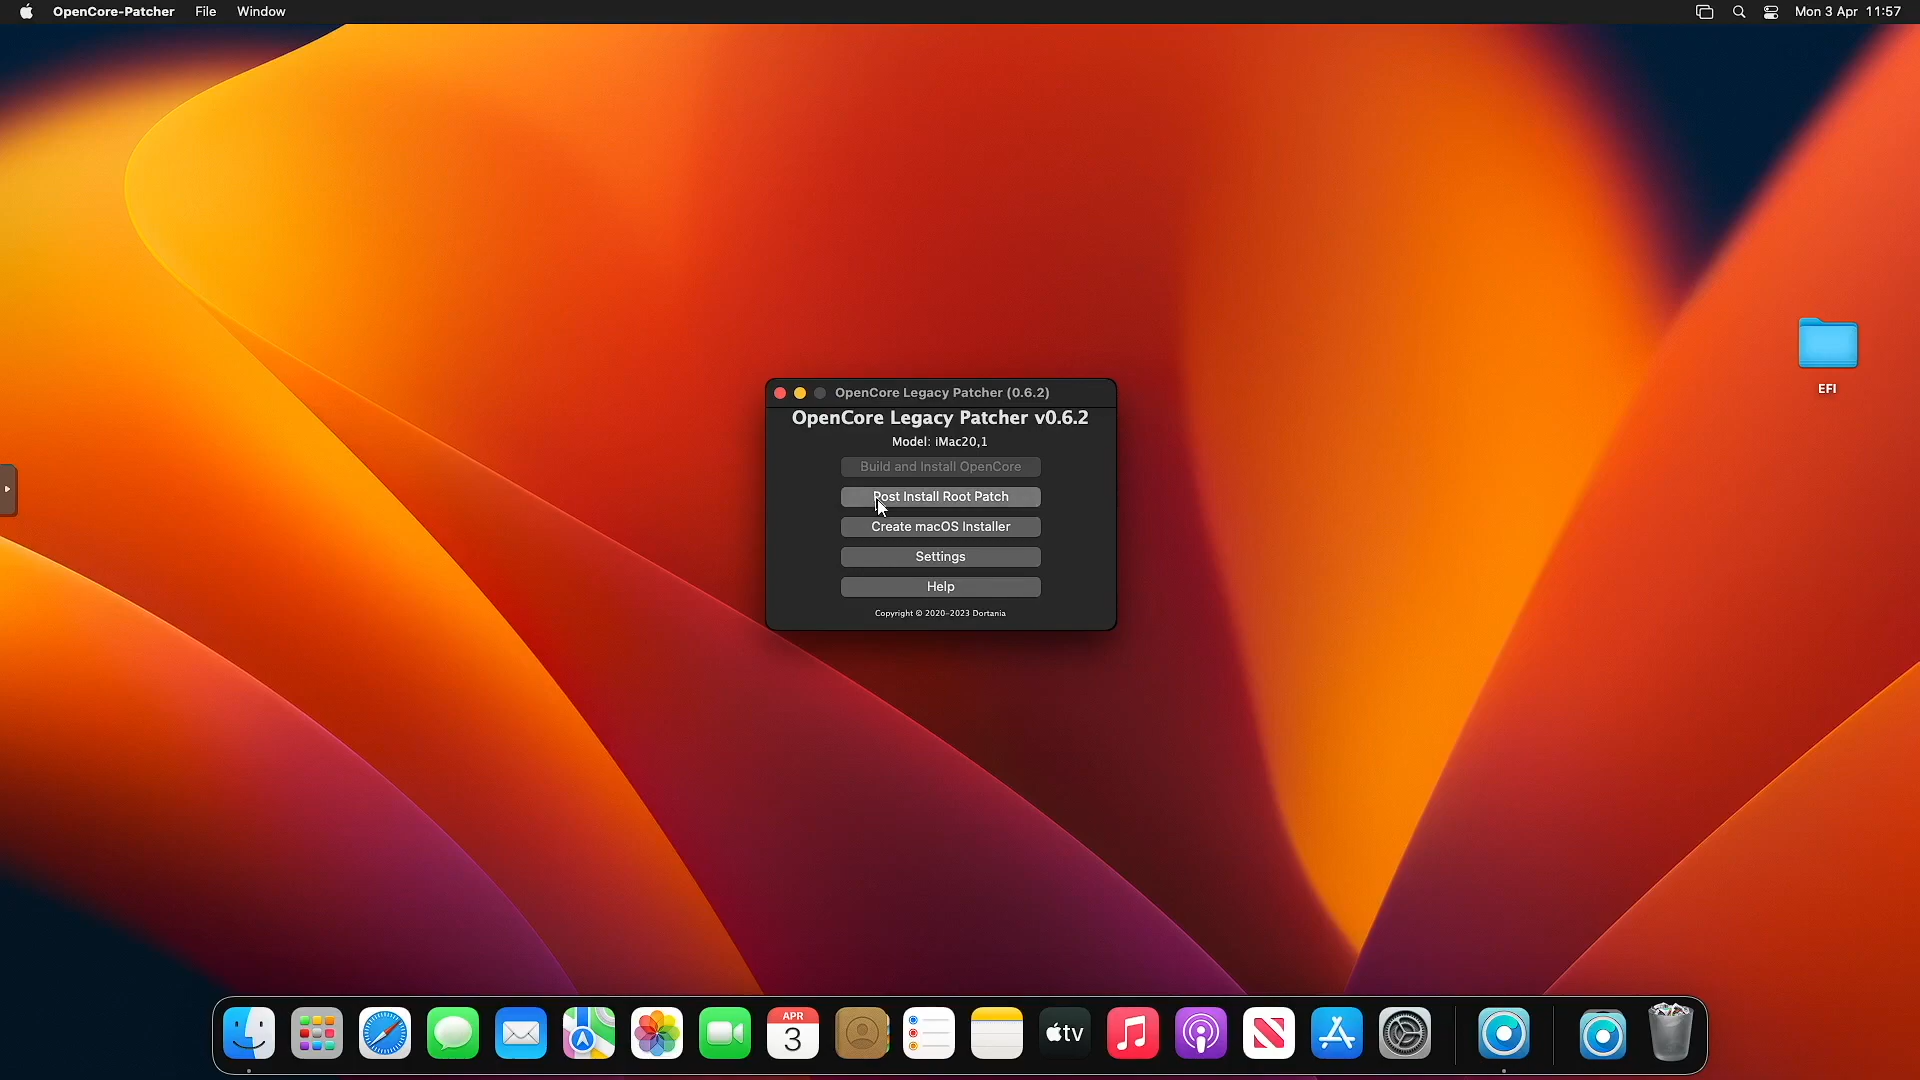 OpenCore-Patcher File Window
Mon 3 Apr 11:57
EFI
OpenCore Legacy Patcher (0.6.2)
OpenCore Legacy Patcher v0.6.2
Model: iMac20,1
Build and Install OpenCore
Post Install Root Patch
Create macOS Installer
Settings
Help
Copyright © 2020-2023 Dortania
APR
3
tv